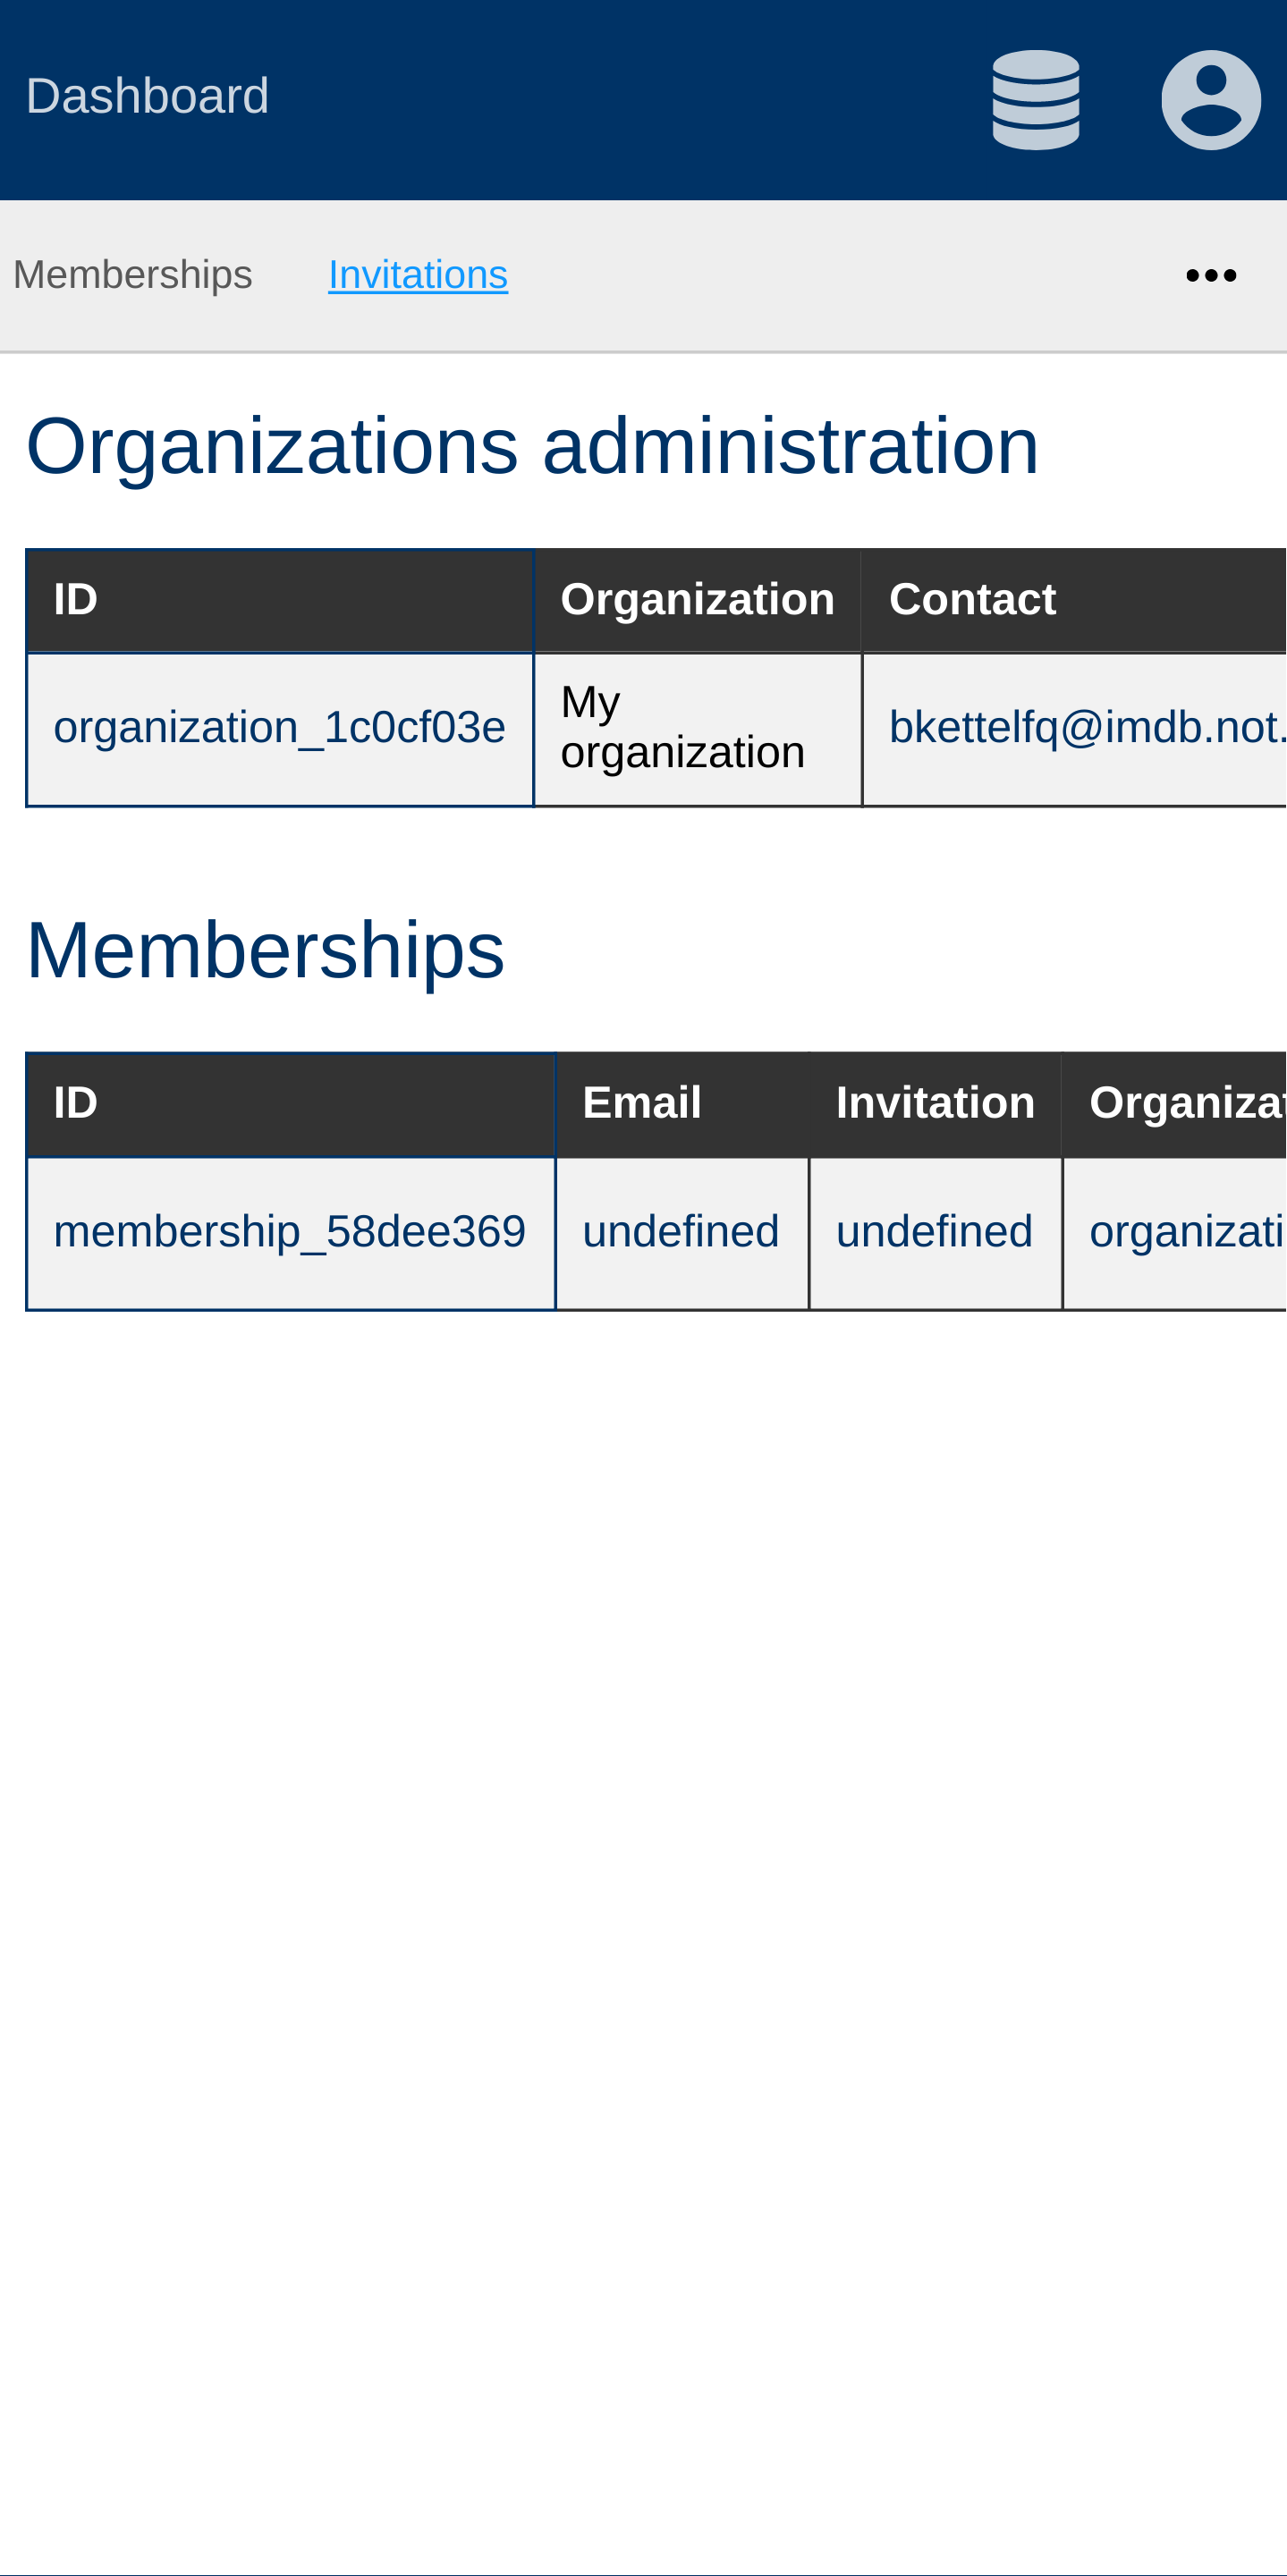 Dashboard
Memberships Invitations
Organizations administration
ID Organization Contact
organization_1c0cf03e My organization bkettelfq@imdb.not.
Memberships
ID Email Invitation Organizat
membership_58dee369 undefined undefined organizati